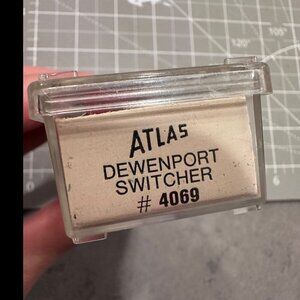 ATLAS
DEWENPORT
SWITCHER
# 4069